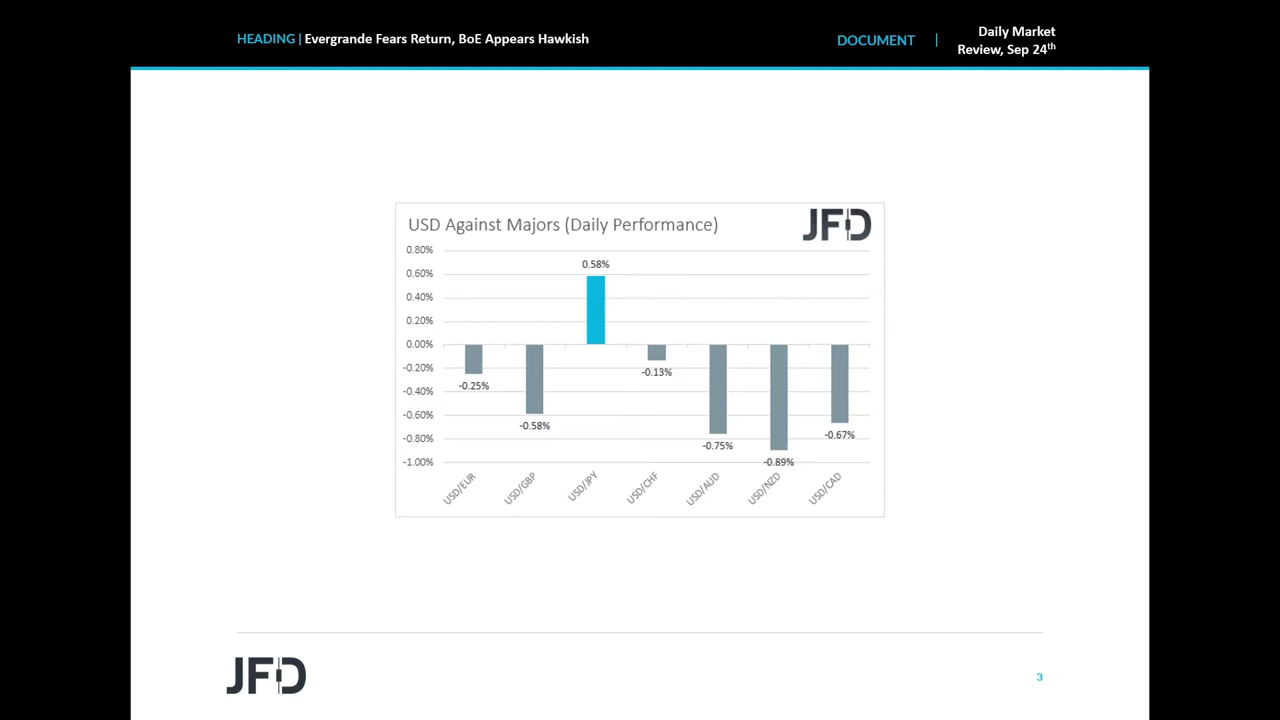 HEADING | Evergrande Fears Return, BoE Appears Hawkish
DOCUMENT |
Daily Market
Review, Sep 24th
USD Against Majors (Daily Performance)
JFD
0.80%
0.60%
0.40%
0.20%
0.00%
-0.20%
-0.40%
-0.60%
-0.80%
-1.00%
-0.25%
-0.58%
0.58%
-0.13%
-0.75%
-0.89%
-0.67%
USD/EUR
USD/GBP
USD/JPY
USD/CHF
USD/AUD
USD/NZD
USD/CAD
JFD
3